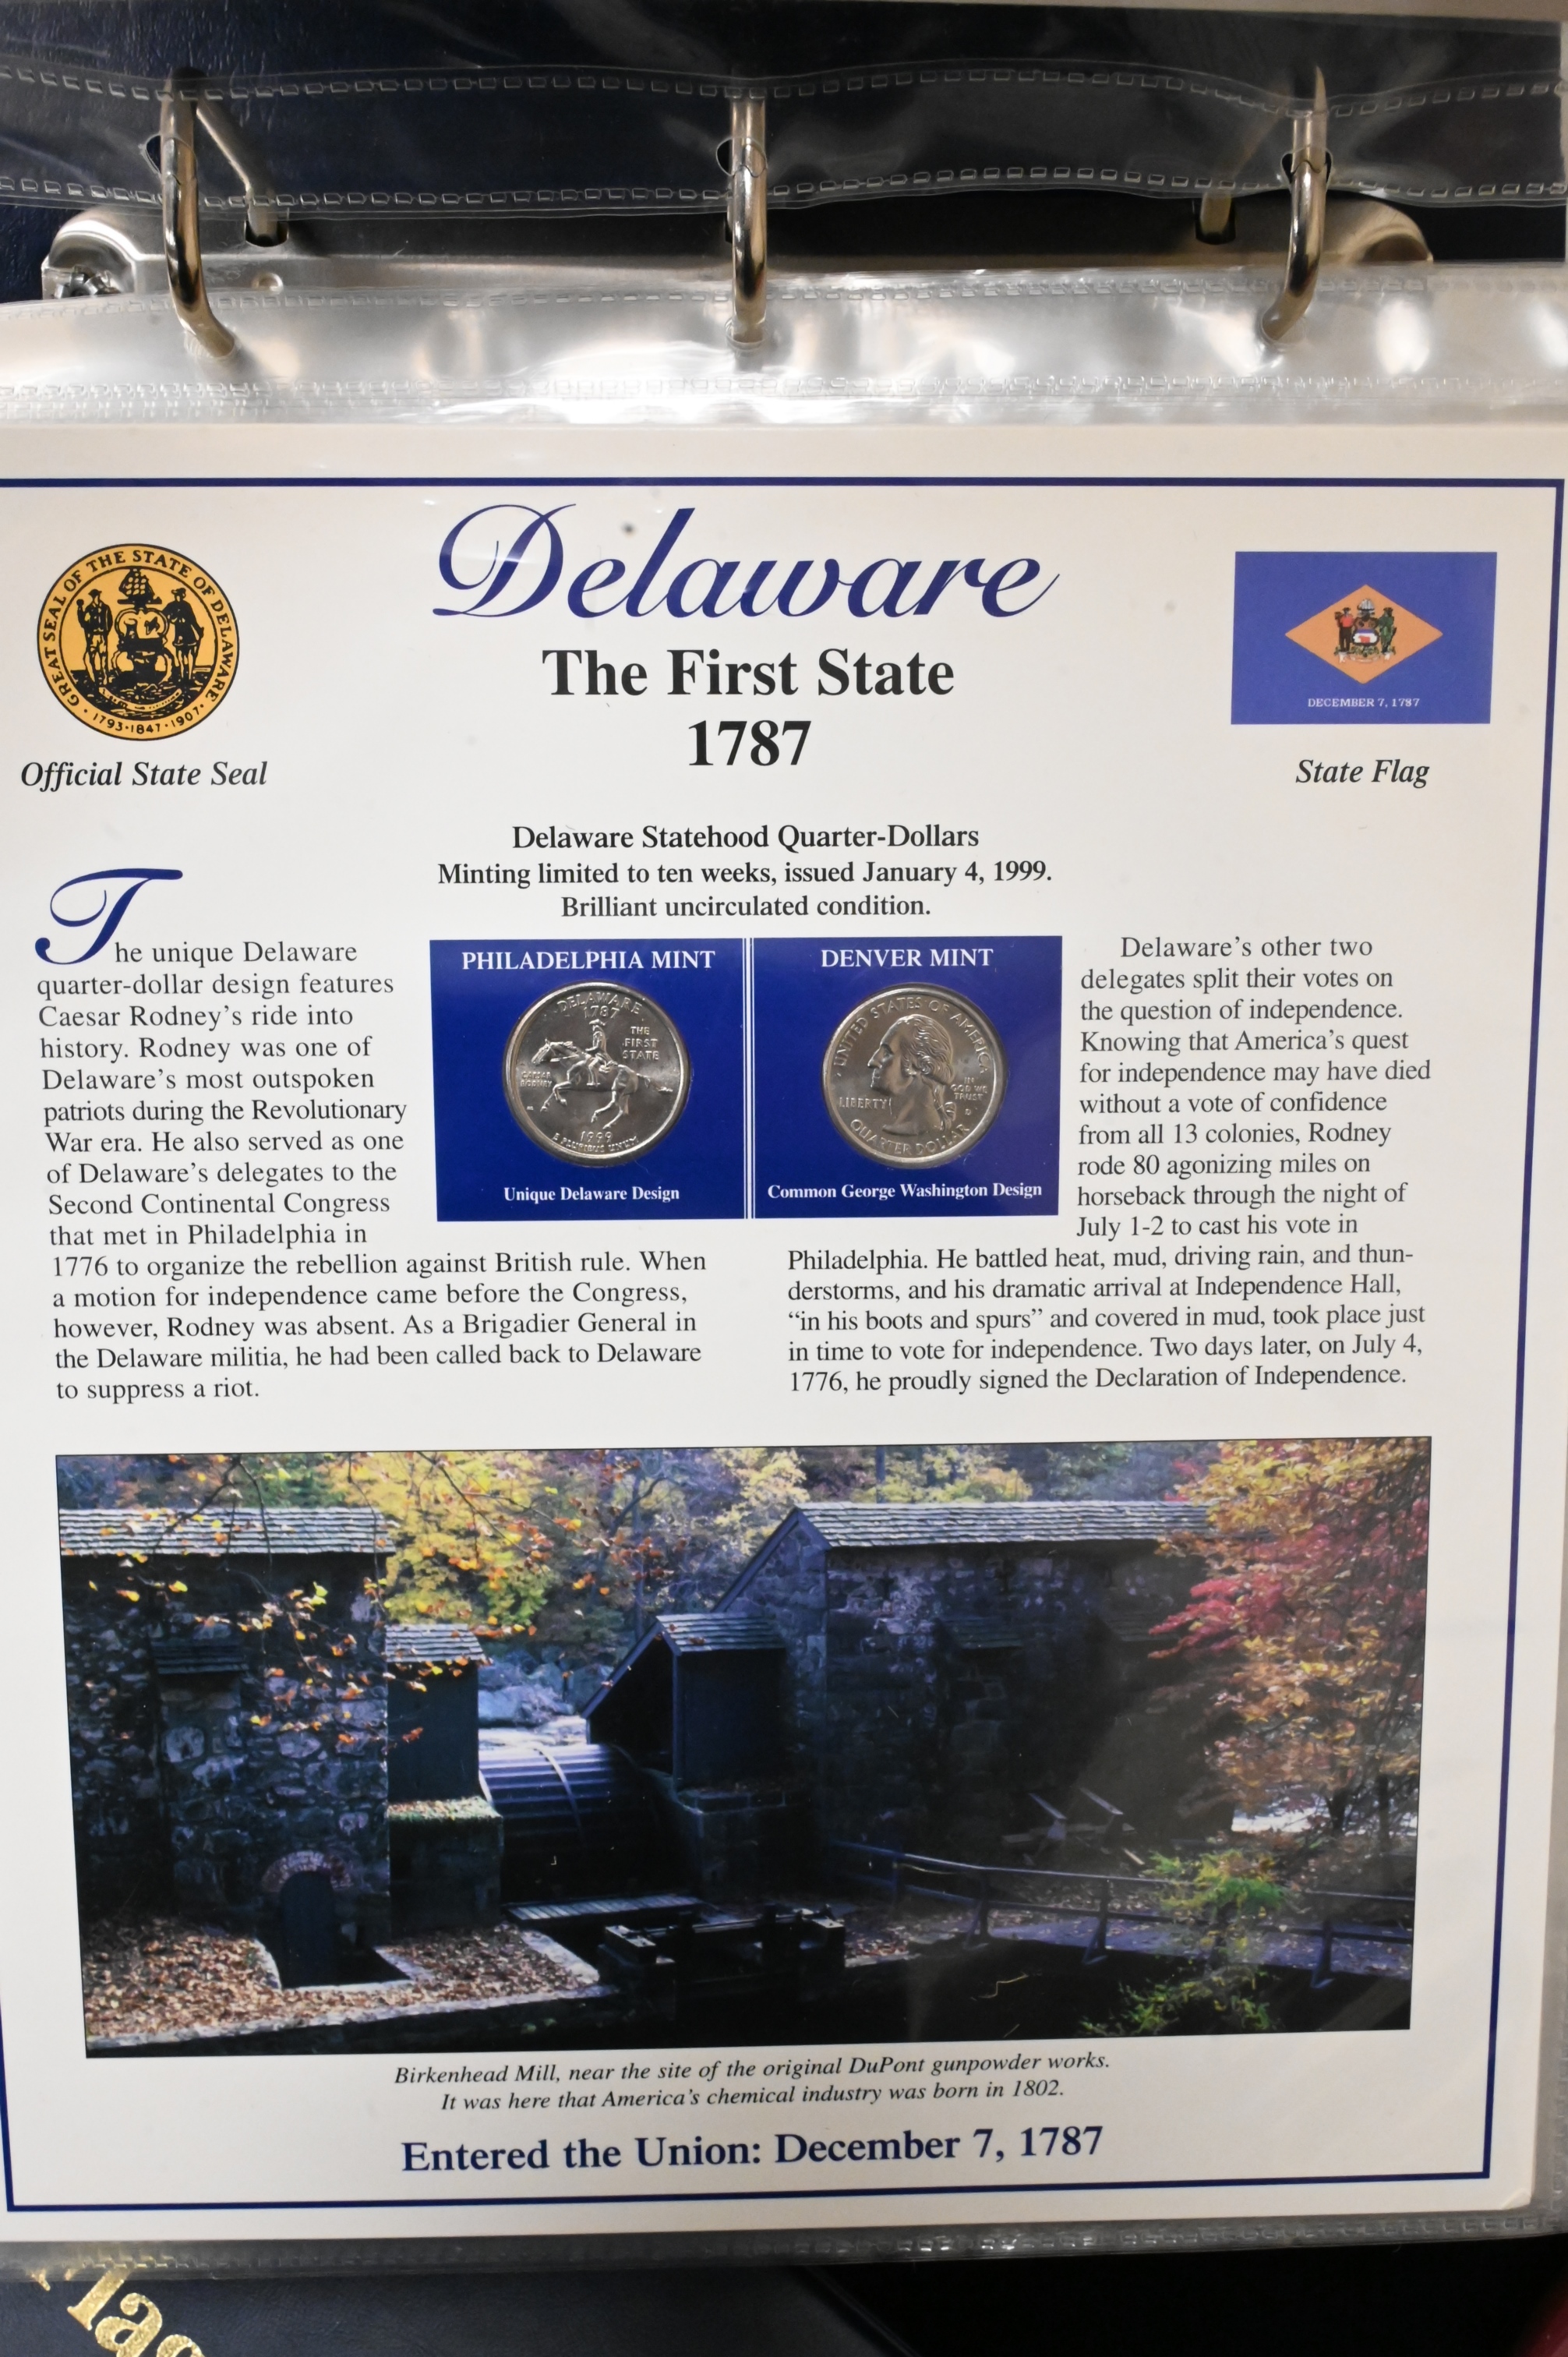 GREAT SEAL OF THE STATE OF DELAWARE
· 1793 · 1847 · 1907 ·
Official State Seal
Delaware
The First State
1787
DECEMBER 7, 1787
State Flag
Delaware Statehood Quarter-Dollars
Minting limited to ten weeks, issued January 4, 1999.
Brilliant uncirculated condition.
The unique Delaware
quarter-dollar design features
Caesar Rodney's ride into
history. Rodney was one of
Delaware's most outspoken
patriots during the Revolutionary
War era. He also served as one
of Delaware's delegates to the
Second Continental Congress
that met in Philadelphia in
1776 to organize the rebellion against British rule. When
a motion for independence came before the Congress,
however, Rodney was absent. As a Brigadier General in
the Delaware militia, he had been called back to Delaware
to suppress a riot.
PHILADELPHIA MINT
DELAWARE
1787
THE
FIRST
STATE
CAESAR
RODNEY
1999
E PLURIBUS UNUM
Unique Delaware Design
DENVER MINT
UNITED STATES OF AMERICA
LIBERTY
IN
GOD WE
TRUST
D
QUARTER DOLLAR
Common George Washington Design
Delaware's other two
delegates split their votes on
the question of independence.
Knowing that America's quest
for independence may have died
without a vote of confidence
from all 13 colonies, Rodney
rode 80 agonizing miles on
horseback through the night of
July 1-2 to cast his vote in
Philadelphia. He battled heat, mud, driving rain, and thun-
derstorms, and his dramatic arrival at Independence Hall,
“in his boots and spurs” and covered in mud, took place just
in time to vote for independence. Two days later, on July 4,
1776, he proudly signed the Declaration of Independence.
Birkenhead Mill, near the site of the original DuPont gunpowder works.
It was here that America's chemical industry was born in 1802.
Entered the Union: December 7, 1787